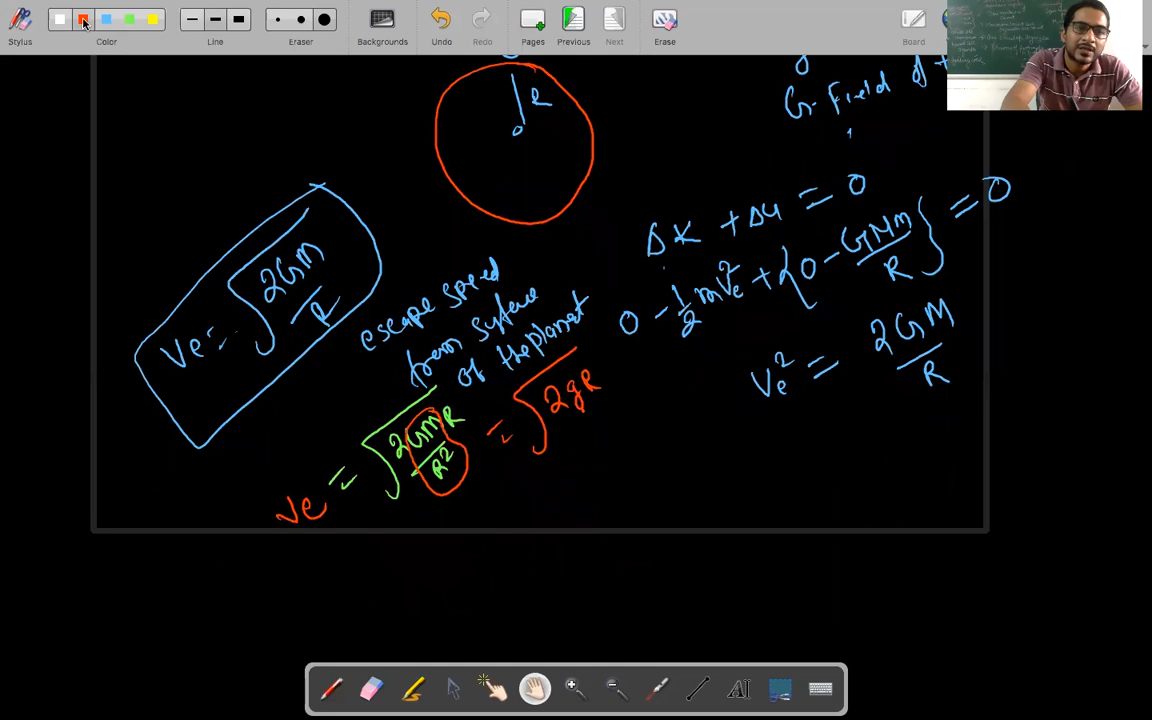 Stylus
Color
Line
Eraser
Backgrounds
Undo
Redo
Pages
Previous
Next
Erase
Board
R
G-Field
ΔK + Δu = 0
0 - 1/2 mve² + {0 - GMm/R} = 0
ve² = 2GM/R
ve = √(2GM/R)
escape speed
from surface
of the planet
ve = √(2GMR/R²) = √(2gR)